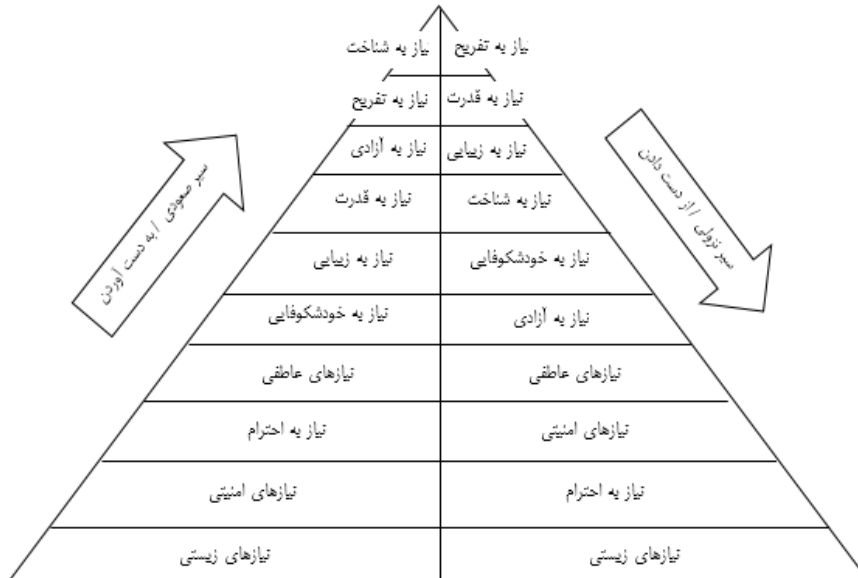 نیاز به تفریح
نیاز به شناخت
نیاز به قدرت
نیاز به تفریح
نیاز به زیبایی
نیاز به آزادی
نیاز به شناخت
نیاز به قدرت
نیاز به خودشکوفایی
نیاز به زیبایی
نیاز به آزادی
نیاز به خودشکوفایی
نیازهای عاطفی
نیازهای عاطفی
نیازهای امنیتی
نیاز به احترام
نیاز به احترام
نیازهای امنیتی
نیازهای زیستی
نیازهای زیستی
سیر نزولی / از دست دادن
سیر صعودی / به دست آوردن